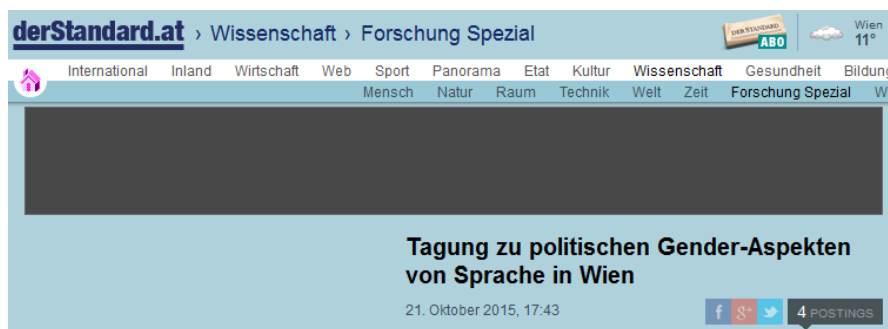 derStandard.at › Wissenschaft › Forschung Spezial
DER STANDARD
ABO
Wien
11°
International Inland Wirtschaft Web Sport Panorama Etat Kultur Wissenschaft Gesundheit Bildung
Mensch Natur Raum Technik Welt Zeit Forschung Spezial W
Tagung zu politischen Gender-Aspekten
von Sprache in Wien
21. Oktober 2015, 17:43
f g+ 4 POSTINGS